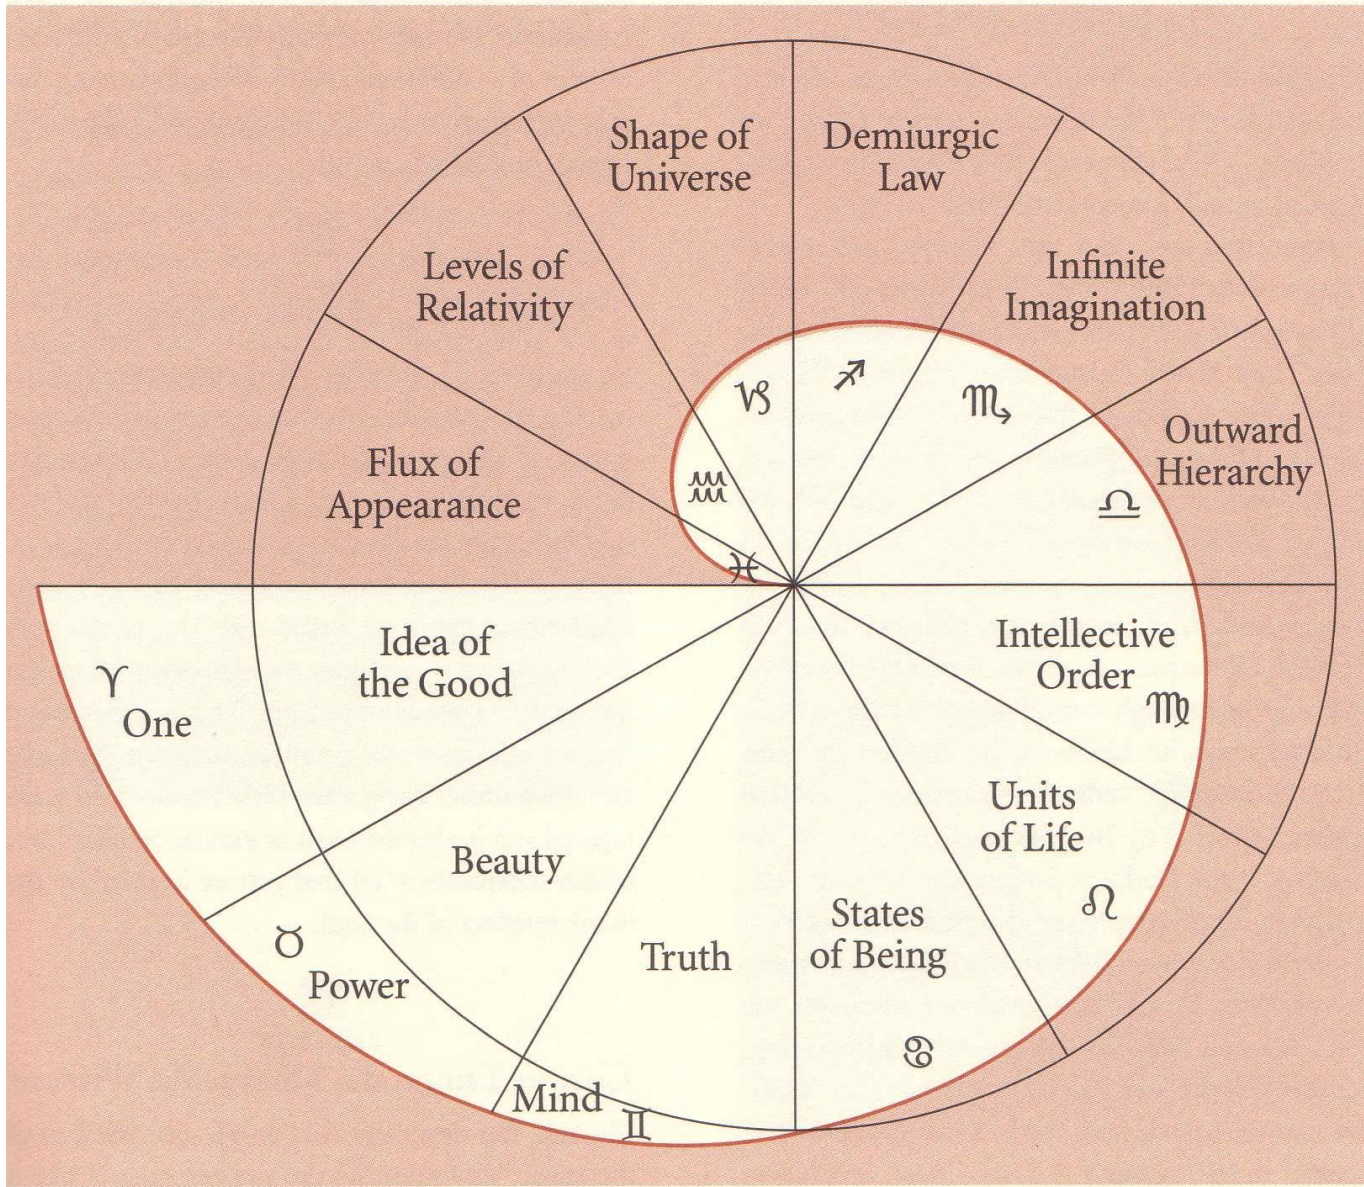 Shape of
Universe
Demiurgic
Law
Levels of
Relativity
Infinite
Imagination
♑
♐
♏
Flux of
Appearance
♒
Outward
Hierarchy
♎
♓
Idea of
the Good
Intellective
Order
♍
♈
One
Beauty
Units
of Life
♌
♉
Power
Truth
States
of Being
♋
Mind
♊